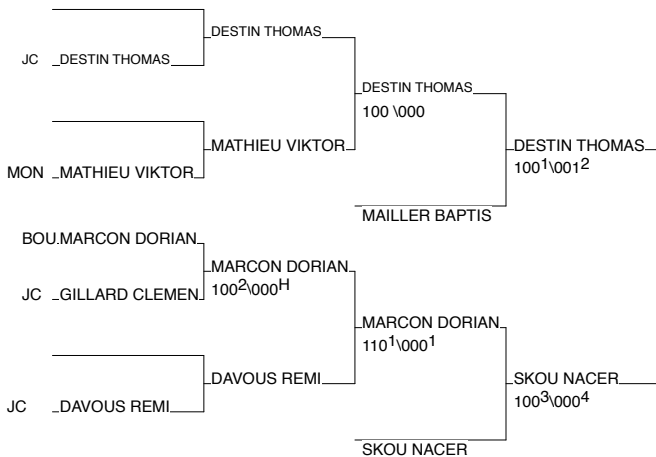 DESTIN THOMAS
JC DESTIN THOMAS
DESTIN THOMAS
100 \000
MATHIEU VIKTOR
DESTIN THOMAS
100¹\001²
MON MATHIEU VIKTOR
MAILLER BAPTIS
BOU MARCON DORIAN
MARCON DORIAN
100²\000ᴴ
JC GILLARD CLEMEN
MARCON DORIAN
110¹\000¹
DAVOUS REMI
SKOU NACER
100³\000⁴
JC DAVOUS REMI
SKOU NACER